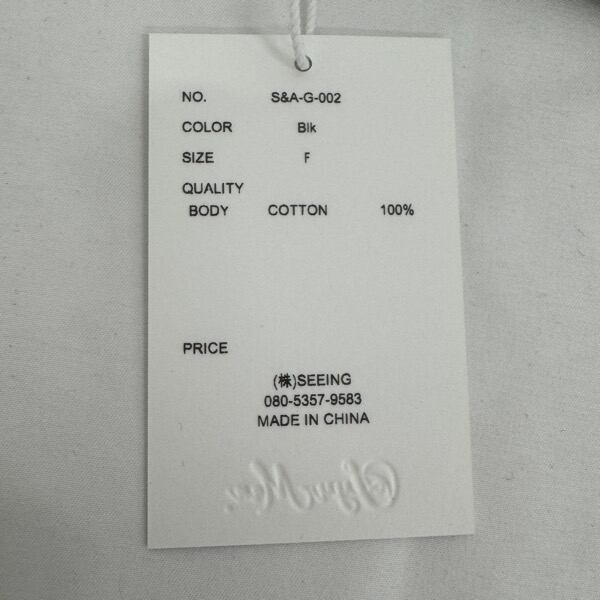 NO. S&A-G-002
COLOR Blk
SIZE F
QUALITY
BODY COTTON 100%
PRICE
(株)SEEING
080-5357-9583
MADE IN CHINA